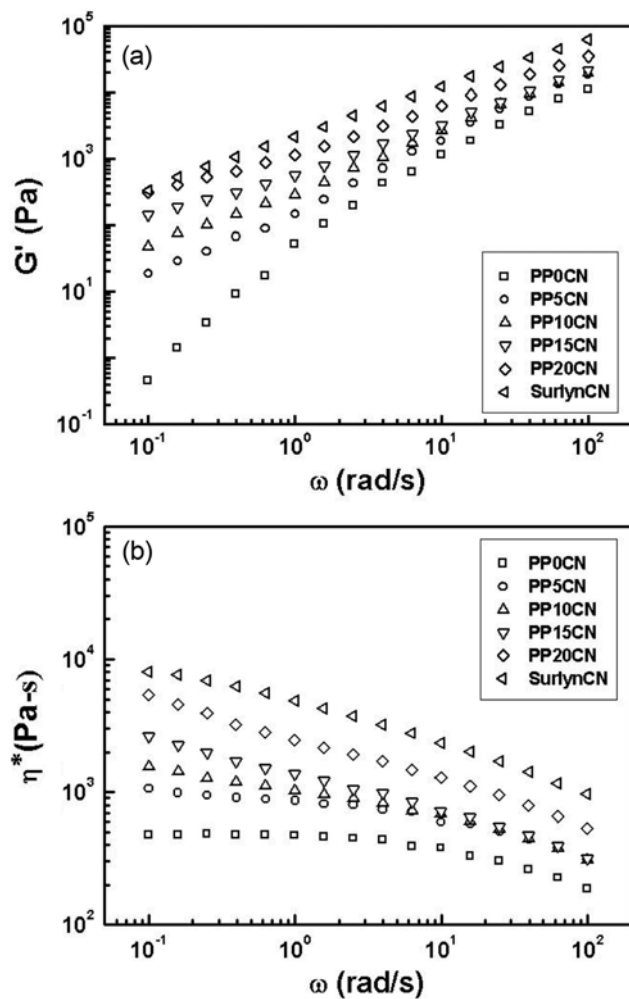 (a)
10^5
10^3
10^1
10^-1
G' (Pa)
PP0CN
PP5CN
PP10CN
PP15CN
PP20CN
SurlynCN
10^-1 10^0 10^1 10^2
ω (rad/s)
(b)
10^5
10^4
10^3
10^2
η*(Pa-s)
PP0CN
PP5CN
PP10CN
PP15CN
PP20CN
SurlynCN
10^-1 10^0 10^1 10^2
ω (rad/s)